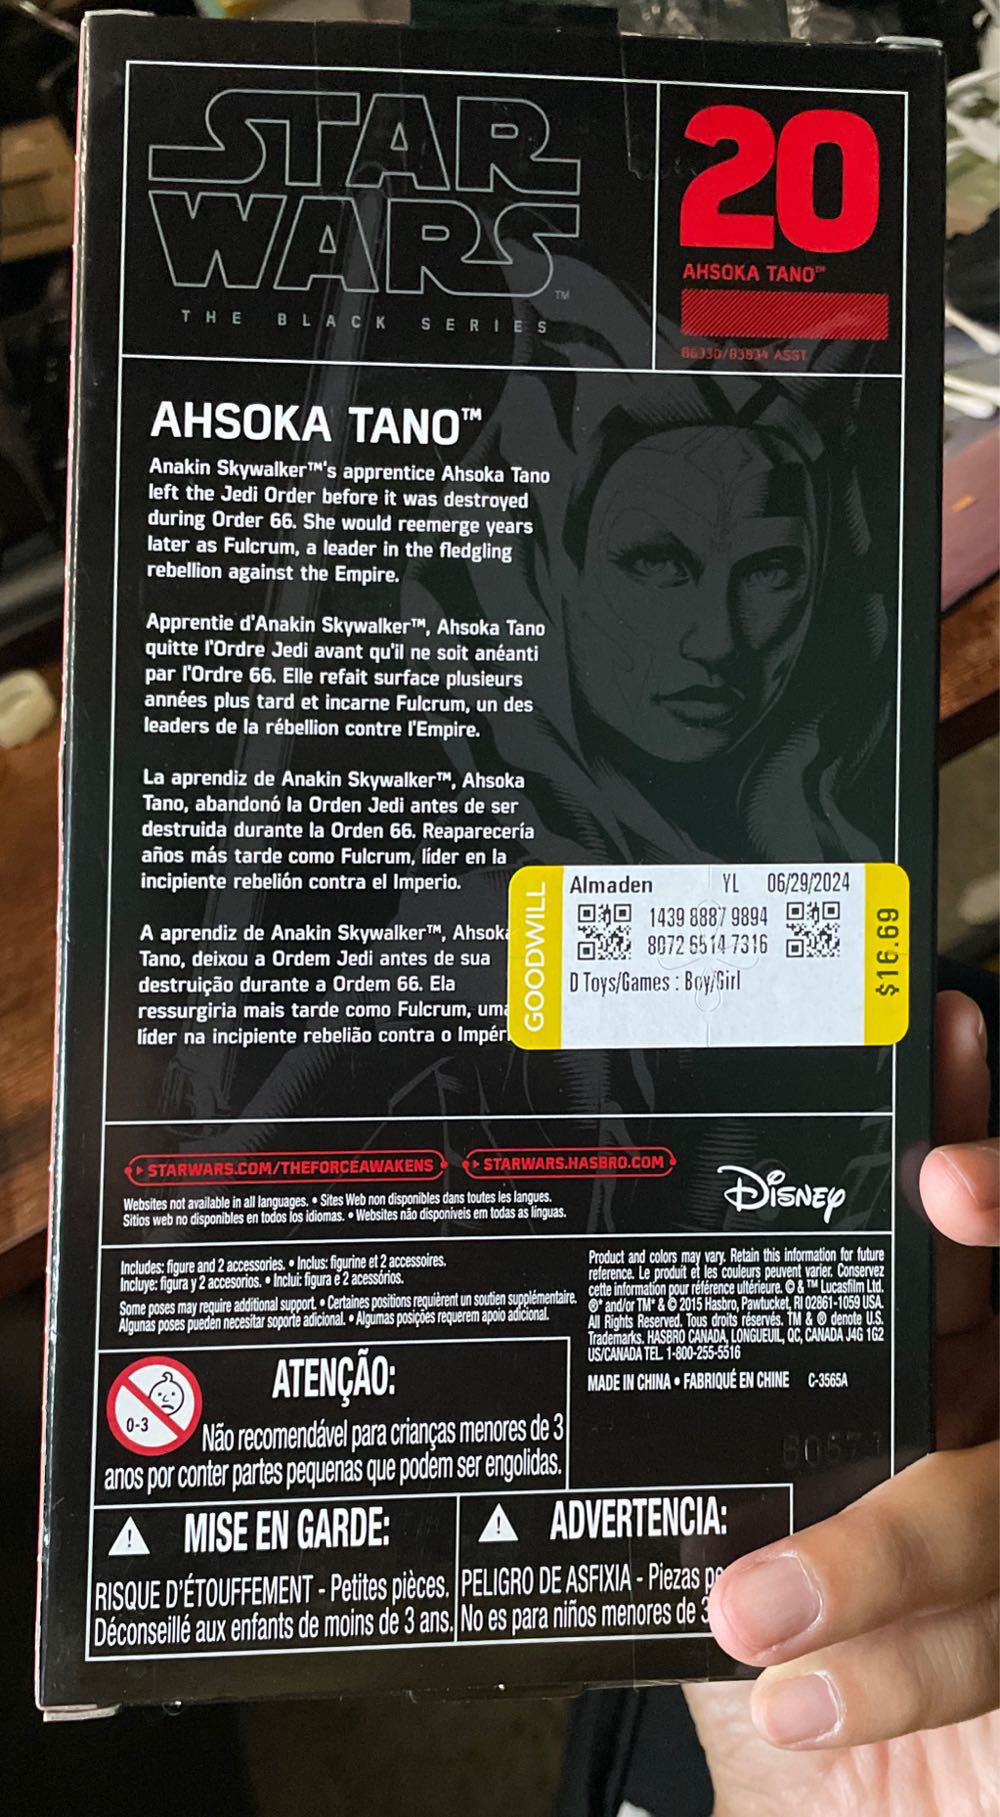 STAR
WARS
TM
THE BLACK SERIES
20
AHSOKA TANO™
B6330/B3834 ASST.
AHSOKA TANO™
Anakin Skywalker™'s apprentice Ahsoka Tano
left the Jedi Order before it was destroyed
during Order 66. She would reemerge years
later as Fulcrum, a leader in the fledgling
rebellion against the Empire.
Apprentie d'Anakin Skywalker™, Ahsoka Tano
quitte l'Ordre Jedi avant qu'il ne soit anéanti
par l'Ordre 66. Elle refait surface plusieurs
années plus tard et incarne Fulcrum, un des
leaders de la rébellion contre l'Empire.
La aprendiz de Anakin Skywalker™, Ahsoka
Tano, abandonó la Orden Jedi antes de ser
destruida durante la Orden 66. Reaparecería
años más tarde como Fulcrum, líder en la
incipiente rebelión contra el Imperio.
A aprendiz de Anakin Skywalker™, Ahsoka
Tano, deixou a Ordem Jedi antes de sua
destruição durante a Ordem 66. Ela
ressurgiria mais tarde como Fulcrum, uma
líder na incipiente rebelião contra o Impér
GOODWILL
Almaden YL 06/29/2024
1439 8887 9894
8072 6514 7316
D Toys/Games : Boy/Girl
$16.69
STARWARS.COM/THEFORCEAWAKENS
STARWARS.HASBRO.COM
Websites not available in all languages. • Sites Web non disponibles dans toutes les langues.
Sitios web no disponibles en todos los idiomas. • Websites não disponíveis em todas as línguas.
Disney
Includes: figure and 2 accessories. • Inclus: figurine et 2 accessoires.
Incluye: figura y 2 accesorios. • Inclui: figura e 2 acessórios.
Some poses may require additional support. • Certaines positions requièrent un soutien supplémentaire.
Algunas poses pueden necesitar soporte adicional. • Algumas posições requerem apoio adicional.
Product and colors may vary. Retain this information for future
reference. Le produit et les couleurs peuvent varier. Conservez
cette information pour référence ultérieure. © & ™ Lucasfilm Ltd.
®* and/or TM* & © 2015 Hasbro, Pawtucket, RI 02861-1059 USA.
All Rights Reserved. Tous droits réservés. TM & ® denote U.S.
Trademarks. HASBRO CANADA, LONGUEUIL, QC, CANADA J4G 1G2
US/CANADA TEL. 1-800-255-5516
MADE IN CHINA • FABRIQUÉ EN CHINE C-3565A
0-3
ATENÇÃO:
Não recomendável para crianças menores de 3
anos por conter partes pequenas que podem ser engolidas.
MISE EN GARDE:
RISQUE D'ÉTOUFFEMENT - Petites pièces.
Déconseillé aux enfants de moins de 3 ans.
ADVERTENCIA:
PELIGRO DE ASFIXIA - Piezas pe
No es para niños menores de 3